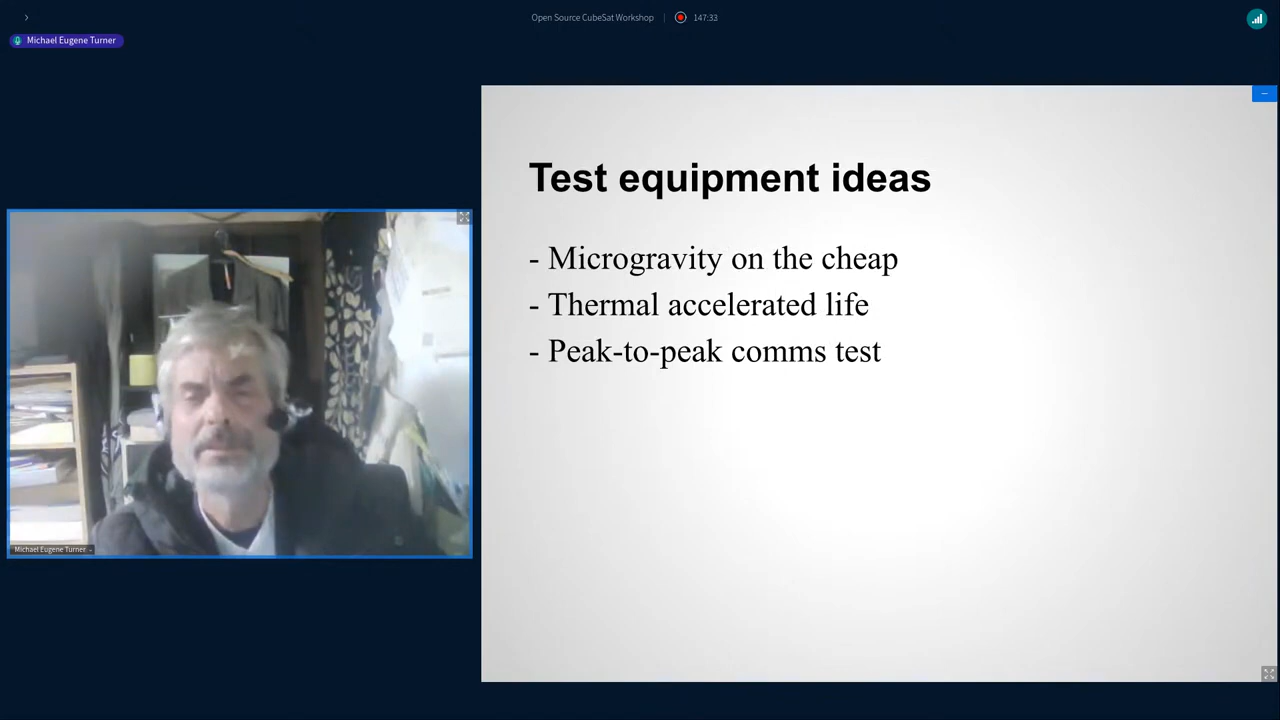 Open Source CubeSat Workshop
147:33
Michael Eugene Turner
Test equipment ideas
- Microgravity on the cheap
- Thermal accelerated life
- Peak-to-peak comms test
Michael Eugene Turner